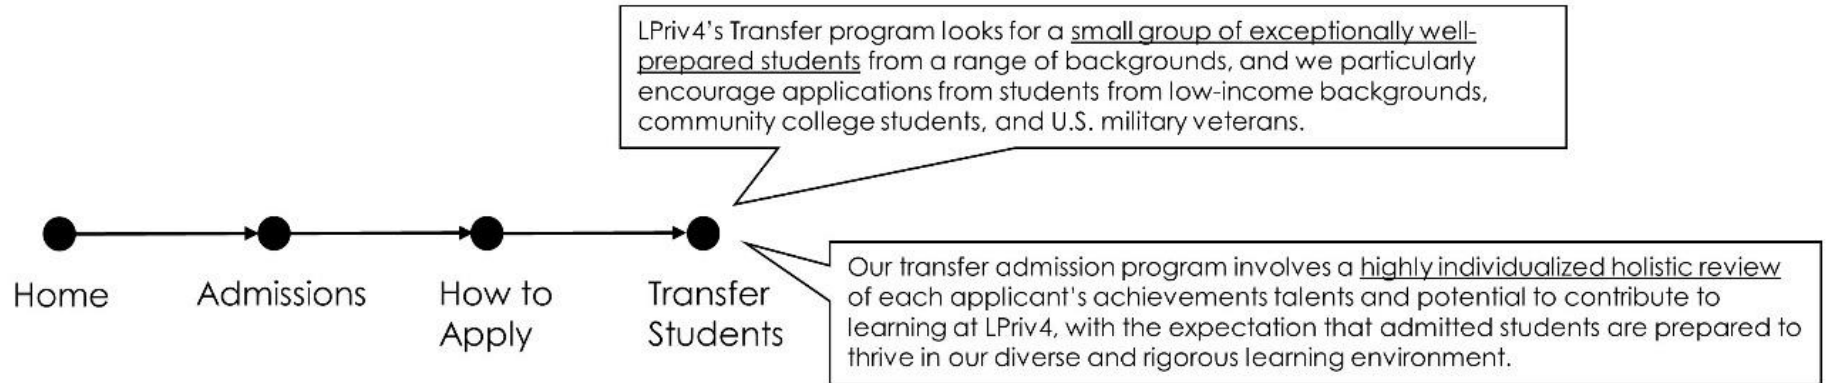 LPriv4's Transfer program looks for a small group of exceptionally well-
prepared students from a range of backgrounds, and we particularly
encourage applications from students from low-income backgrounds,
community college students, and U.S. military veterans.
Home
Admissions
How to
Apply
Transfer
Students
Our transfer admission program involves a highly individualized holistic review
of each applicant's achievements talents and potential to contribute to
learning at LPriv4, with the expectation that admitted students are prepared to
thrive in our diverse and rigorous learning environment.